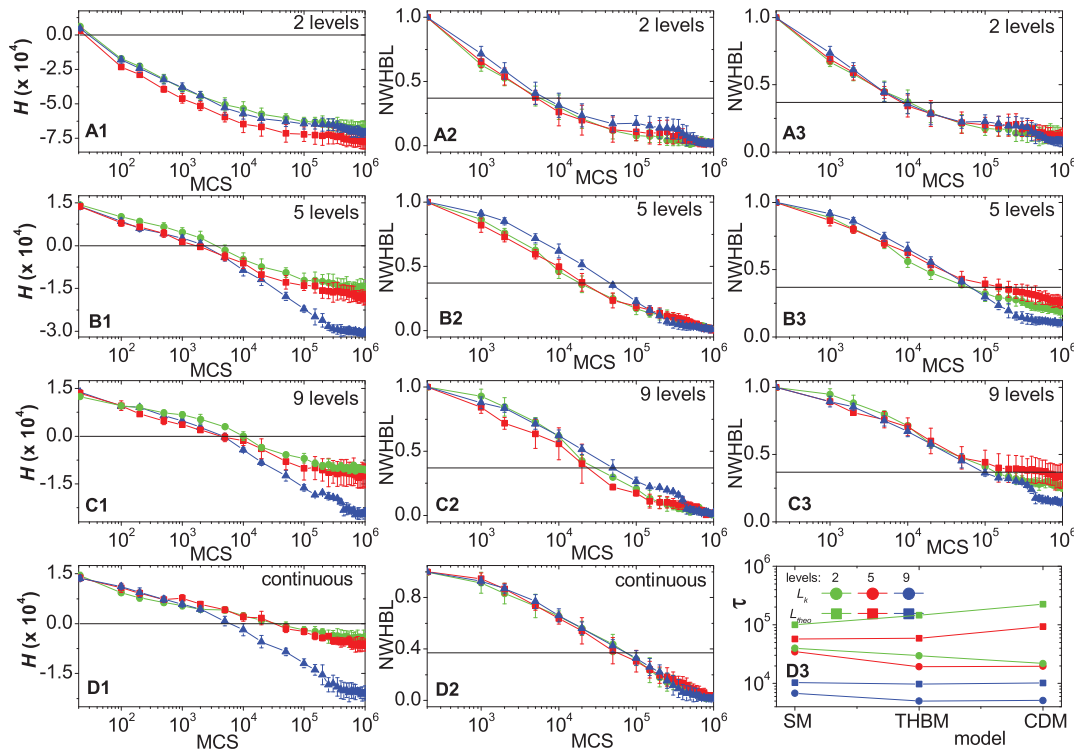 2 levels
H (x 10⁴)
0.0
-2.5
-5.0
-7.5
A1
10² 10³ 10⁴ 10⁵ 10⁶
MCS
2 levels
NWHBL
1.0
0.5
0.0
A2
10³ 10⁴ 10⁵ 10⁶
MCS
2 levels
NWHBL
1.0
0.5
0.0
A3
10³ 10⁴ 10⁵ 10⁶
MCS
5 levels
H (x 10⁴)
1.5
0.0
-1.5
-3.0
B1
10² 10³ 10⁴ 10⁵ 10⁶
MCS
5 levels
NWHBL
1.0
0.5
0.0
B2
10³ 10⁴ 10⁵ 10⁶
MCS
5 levels
NWHBL
1.0
0.5
0.0
B3
10³ 10⁴ 10⁵ 10⁶
MCS
9 levels
H (x 10⁴)
1.5
0.0
-1.5
C1
10² 10³ 10⁴ 10⁵ 10⁶
MCS
9 levels
NWHBL
1.0
0.5
0.0
C2
10³ 10⁴ 10⁵ 10⁶
MCS
9 levels
NWHBL
1.0
0.5
0.0
C3
10³ 10⁴ 10⁵ 10⁶
MCS
continuous
H (x 10⁴)
1.5
0.0
-1.5
D1
10² 10³ 10⁴ 10⁵ 10⁶
MCS
continuous
NWHBL
0.8
0.4
0.0
D2
10³ 10⁴ 10⁵ 10⁶
MCS
levels: 2 5 9
L_k
L_theo
τ
10⁶
10⁵
10⁴
D3
SM THBM CDM
model